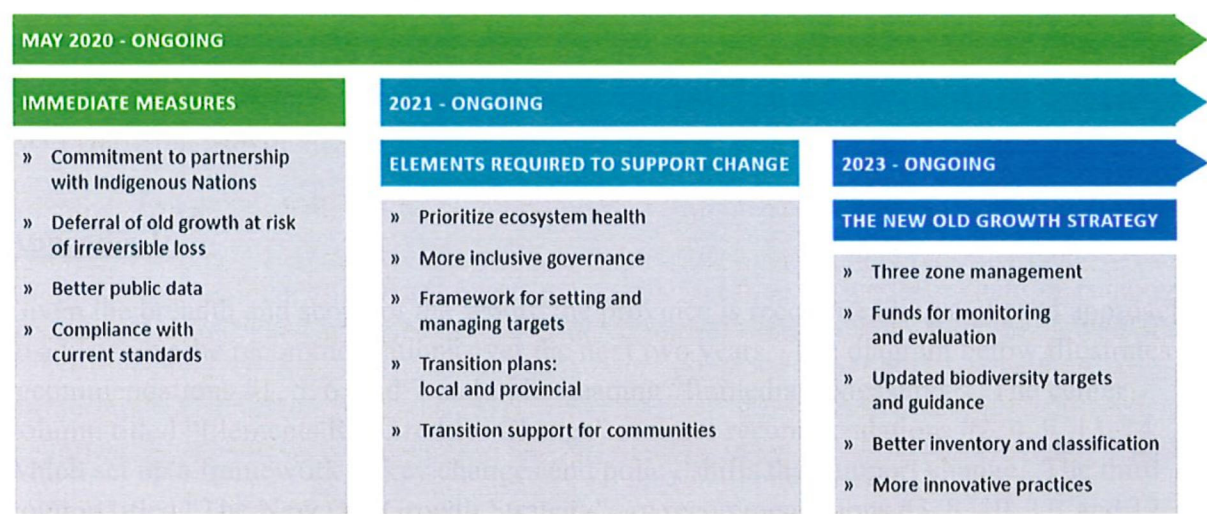 MAY 2020 - ONGOING
IMMEDIATE MEASURES
» Commitment to partnership
with Indigenous Nations
» Deferral of old growth at risk
of irreversible loss
» Better public data
» Compliance with
current standards
2021 - ONGOING
ELEMENTS REQUIRED TO SUPPORT CHANGE
» Prioritize ecosystem health
» More inclusive governance
» Framework for setting and
managing targets
» Transition plans:
local and provincial
» Transition support for communities
2023 - ONGOING
THE NEW OLD GROWTH STRATEGY
» Three zone management
» Funds for monitoring
and evaluation
» Updated biodiversity targets
and guidance
» Better inventory and classification
» More innovative practices